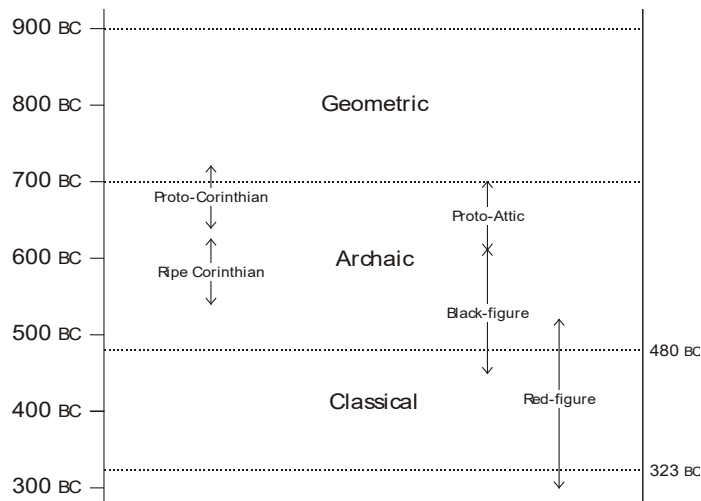 900 BC
800 BC
Geometric
700 BC
Proto-Corinthian
Proto-Attic
600 BC
Archaic
Ripe Corinthian
Black-figure
500 BC
480 BC
Classical
Red-figure
400 BC
323 BC
300 BC